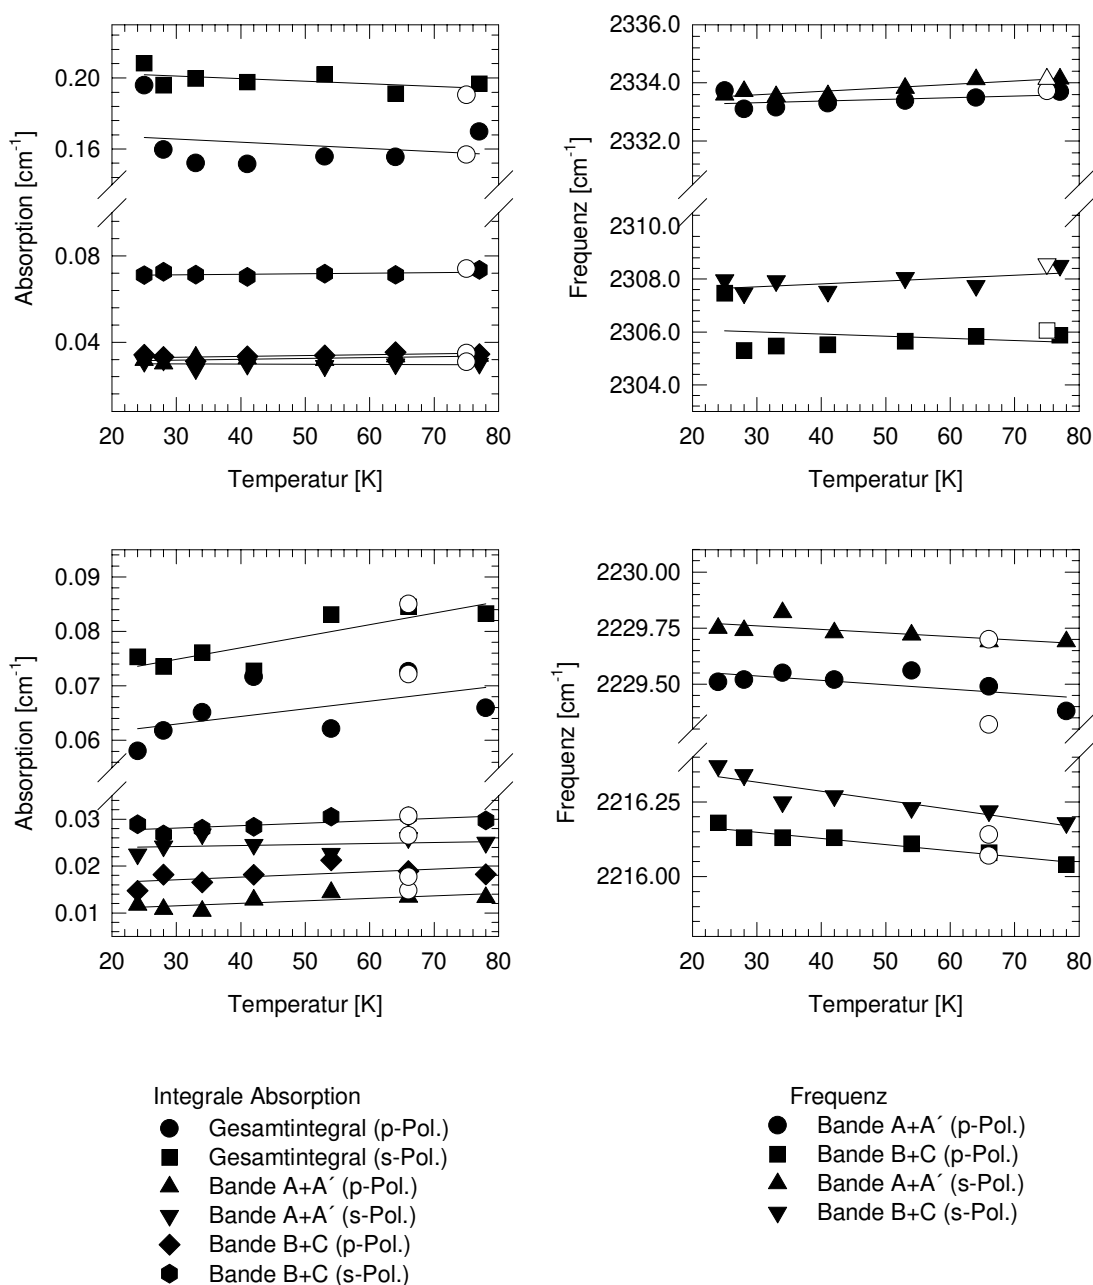 0.20
0.16
0.08
0.04
Absorption [cm-1]
20 30 40 50 60 70 80
Temperatur [K]
2336.0
2334.0
2332.0
2310.0
2308.0
2306.0
2304.0
Frequenz [cm-1]
20 30 40 50 60 70 80
Temperatur [K]
0.09
0.08
0.07
0.06
0.03
0.02
0.01
Absorption [cm-1]
20 30 40 50 60 70 80
Temperatur [K]
2230.00
2229.75
2229.50
2216.25
2216.00
Frequenz [cm-1]
20 30 40 50 60 70 80
Temperatur [K]
Integrale Absorption
Gesamtintegral (p-Pol.)
Gesamtintegral (s-Pol.)
Bande A+A´ (p-Pol.)
Bande A+A´ (s-Pol.)
Bande B+C (p-Pol.)
Bande B+C (s-Pol.)
Frequenz
Bande A+A´ (p-Pol.)
Bande B+C (p-Pol.)
Bande A+A´ (s-Pol.)
Bande B+C (s-Pol.)